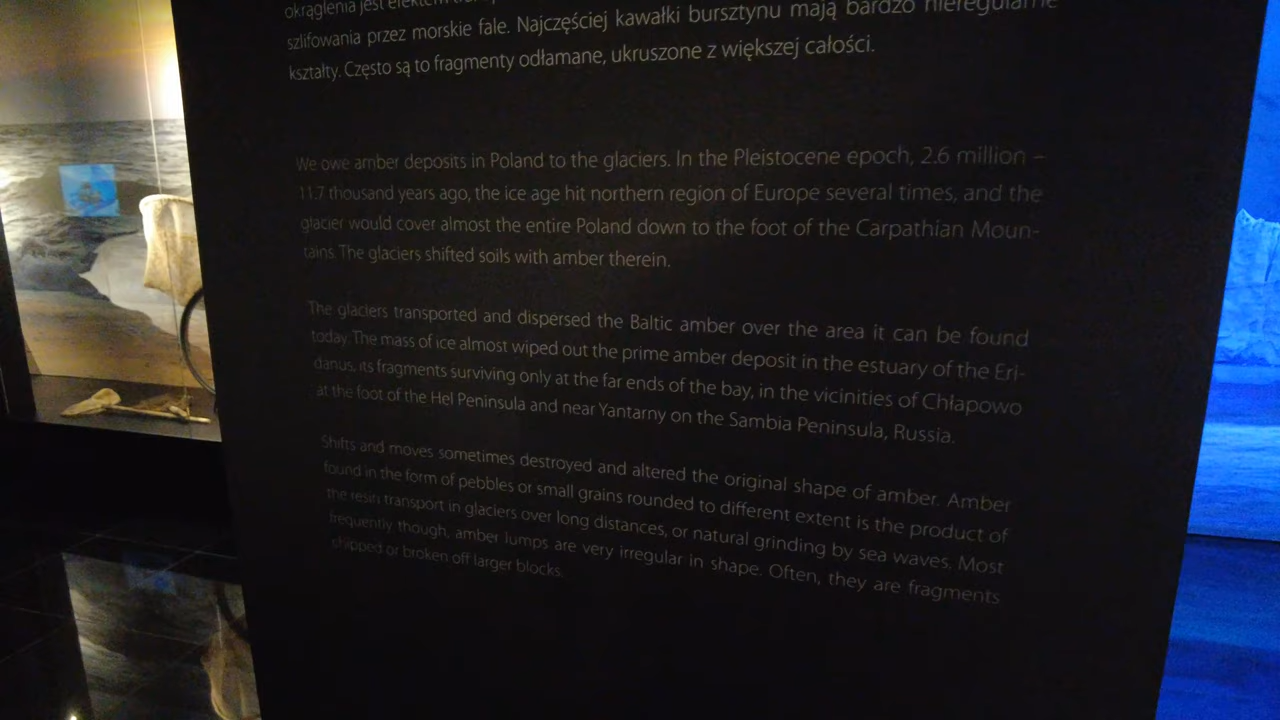 okrąglenia jest efektem
szlifowania przez morskie fale. Najczęściej kawałki bursztynu mają bardzo nieregularne
kształty. Często są to fragmenty odłamane, ukruszone z większej całości.
We owe amber deposits in Poland to the glaciers. In the Pleistocene epoch, 2.6 million –
11.7 thousand years ago, the ice age hit northern region of Europe several times, and the
glacier would cover almost the entire Poland down to the foot of the Carpathian Moun-
tains. The glaciers shifted soils with amber therein.
The glaciers transported and dispersed the Baltic amber over the area it can be found
today. The mass of ice almost wiped out the prime amber deposit in the estuary of the Eri-
danus, its fragments surviving only at the far ends of the bay, in the vicinities of Chłapowo
at the foot of the Hel Peninsula and near Yantarny on the Sambia Peninsula, Russia.
Shifts and moves sometimes destroyed and altered the original shape of amber. Amber
found in the form of pebbles or small grains rounded to different extent is the product of
the resin transport in glaciers over long distances, or natural grinding by sea waves. Most
frequently though, amber lumps are very irregular in shape. Often, they are fragments
chipped or broken off larger blocks.